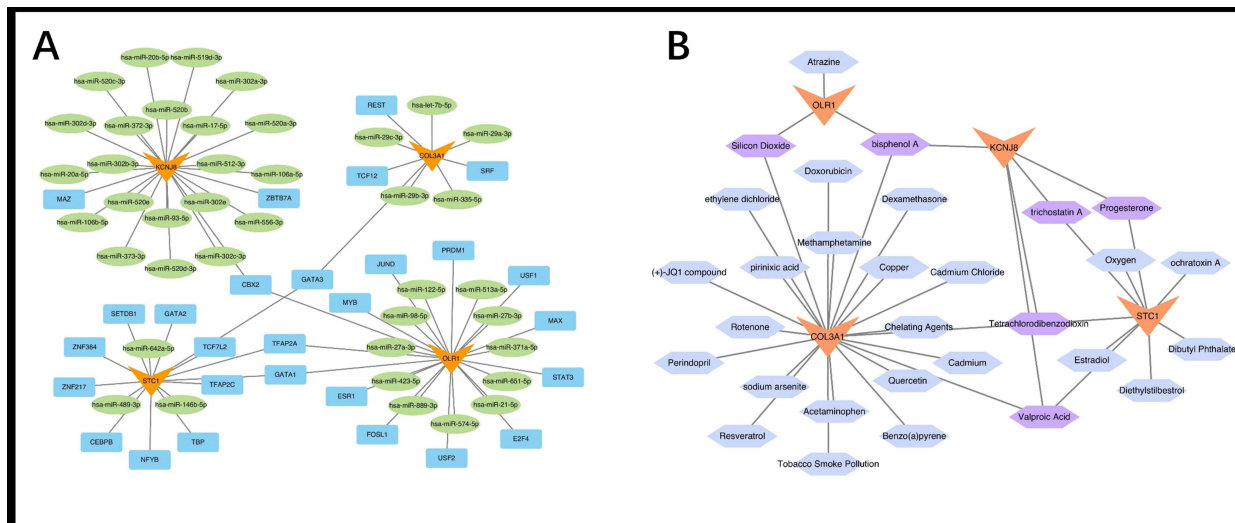 A
hsa-miR-20b-5p
hsa-miR-519d-3p
hsa-miR-520c-3p
hsa-miR-302a-3p
hsa-miR-520b
hsa-miR-302d-3p
hsa-miR-372-3p
hsa-miR-17-5p
hsa-miR-520a-3p
hsa-miR-302b-3p
KCNJ8
hsa-miR-512-3p
hsa-miR-20a-5p
hsa-miR-106a-5p
MAZ
hsa-miR-520e
hsa-miR-302e
ZBTB7A
hsa-miR-106b-5p
hsa-miR-93-5p
hsa-miR-556-3p
hsa-miR-373-3p
hsa-miR-520d-3p
hsa-miR-302c-3p
REST
hsa-let-7b-5p
hsa-miR-29c-3p
hsa-miR-29a-3p
COL3A1
TCF12
SRF
hsa-miR-29b-3p
hsa-miR-335-5p
CBX2
GATA3
JUND
PRDM1
USF1
hsa-miR-122-5p
hsa-miR-513a-5p
MYB
hsa-miR-98-5p
hsa-miR-27b-3p
MAX
hsa-miR-27a-3p
hsa-miR-371a-5p
OLR1
STAT3
hsa-miR-423-5p
hsa-miR-651-5p
ESR1
hsa-miR-889-3p
hsa-miR-21-5p
hsa-miR-574-5p
FOSL1
E2F4
USF2
SETDB1
GATA2
ZNF384
hsa-miR-642a-5p
TCF7L2
TFAP2A
STC1
GATA1
ZNF217
TFAP2C
hsa-miR-489-3p
hsa-miR-146b-5p
CEBPB
TBP
NFYB
B
Atrazine
OLR1
Silicon Dioxide
bisphenol A
KCNJ8
Doxorubicin
ethylene dichloride
Dexamethasone
trichostatin A
Progesterone
Methamphetamine
(+)-JQ1 compound
pirinixic acid
Copper
Cadmium Chloride
Oxygen
ochratoxin A
Rotenone
COL3A1
Chelating Agents
Tetrachlorodibenzodioxin
STC1
Perindopril
Cadmium
Estradiol
Dibutyl Phthalate
sodium arsenite
Quercetin
Diethylstilbestrol
Acetaminophen
Valproic Acid
Resveratrol
Benzo(a)pyrene
Tobacco Smoke Pollution